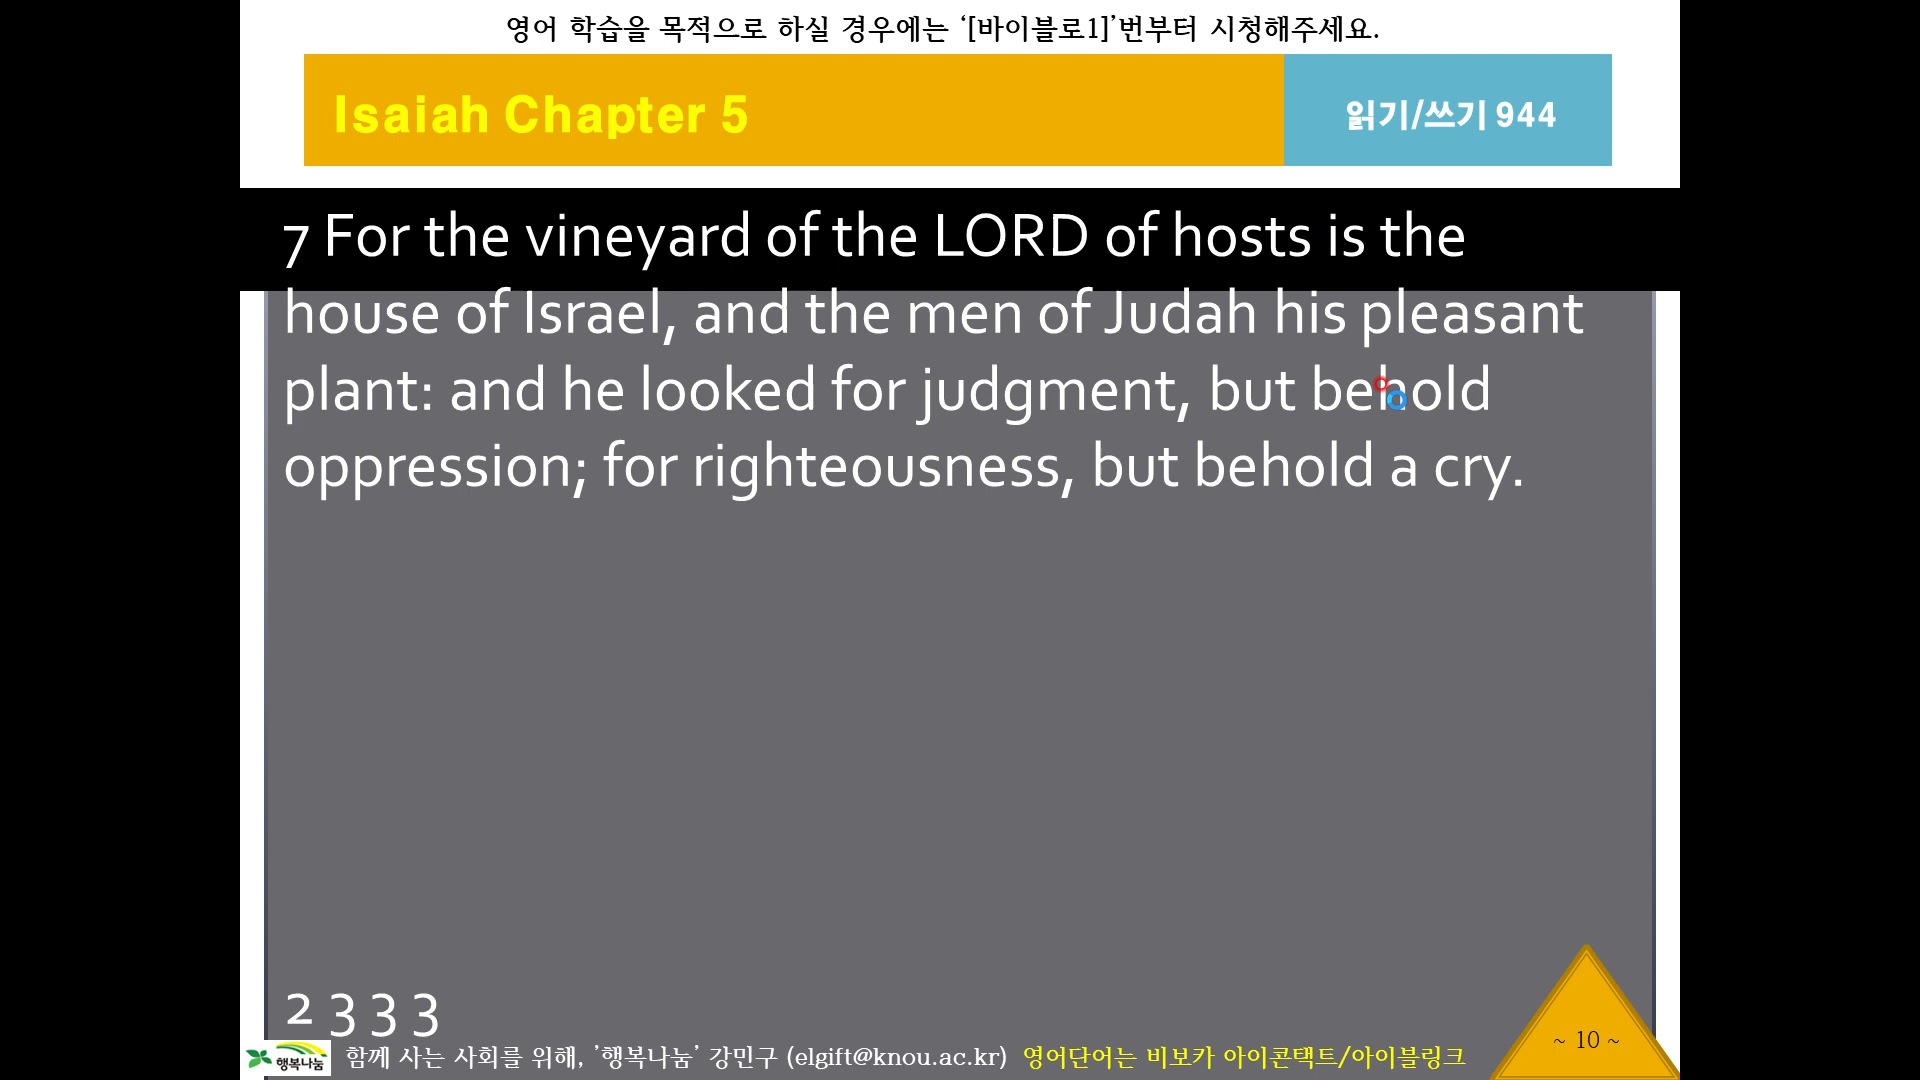 영어 학습을 목적으로 하실 경우에는 ‘[바이블로1]’번부터 시청해주세요.
Isaiah Chapter 5
읽기/쓰기 944
7 For the vineyard of the LORD of hosts is the
house of Israel, and the men of Judah his pleasant
plant: and he looked for judgment, but behold
oppression; for righteousness, but behold a cry.
2 3 3 3
~ 10 ~
행복나눔
함께 사는 사회를 위해, ’행복나눔’ 강민구 (elgift@knou.ac.kr) 영어단어는 비보카 아이콘택트/아이블링크